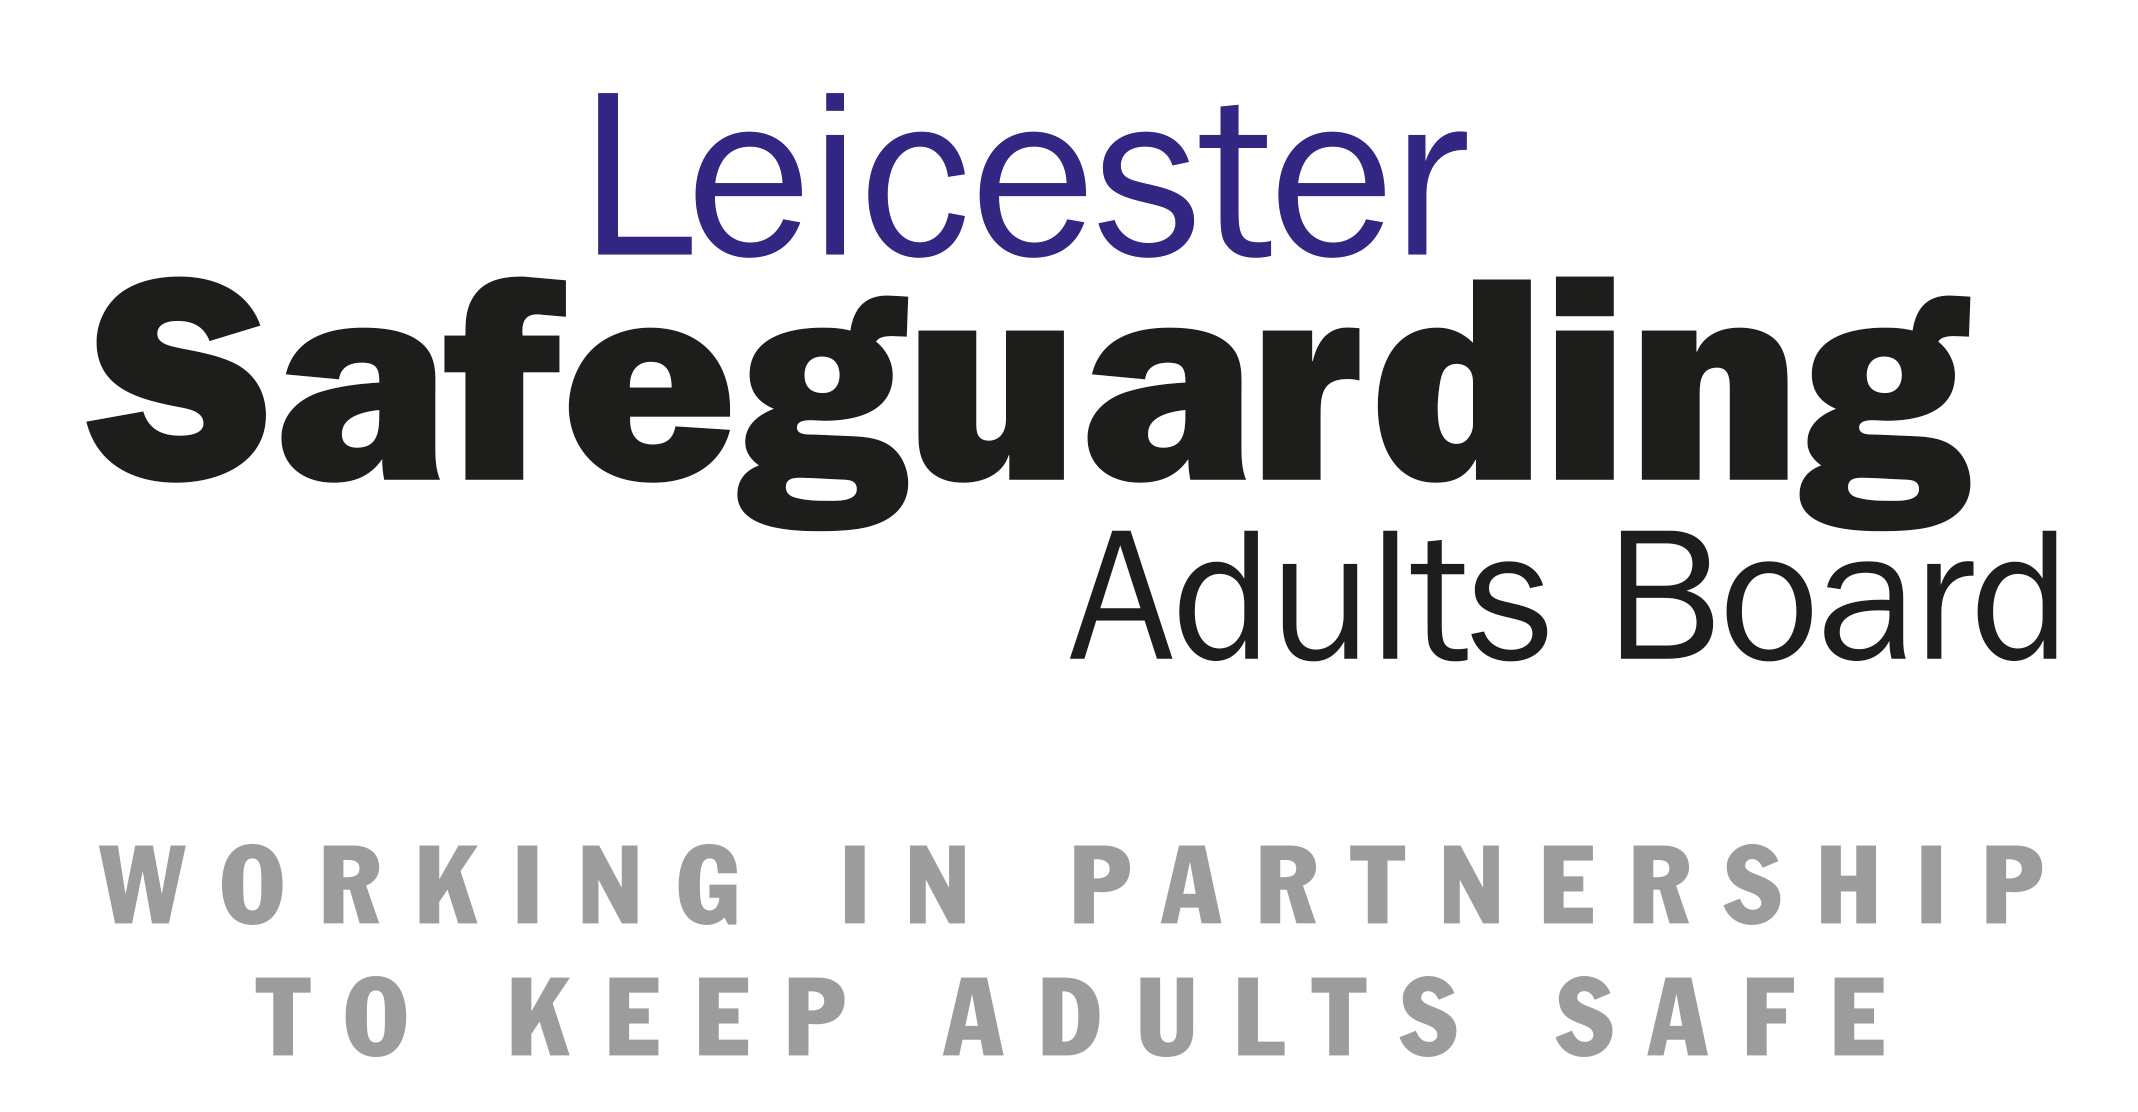 Leicester
Safeguarding
Adults Board
WORKING IN PARTNERSHIP
TO KEEP ADULTS SAFE